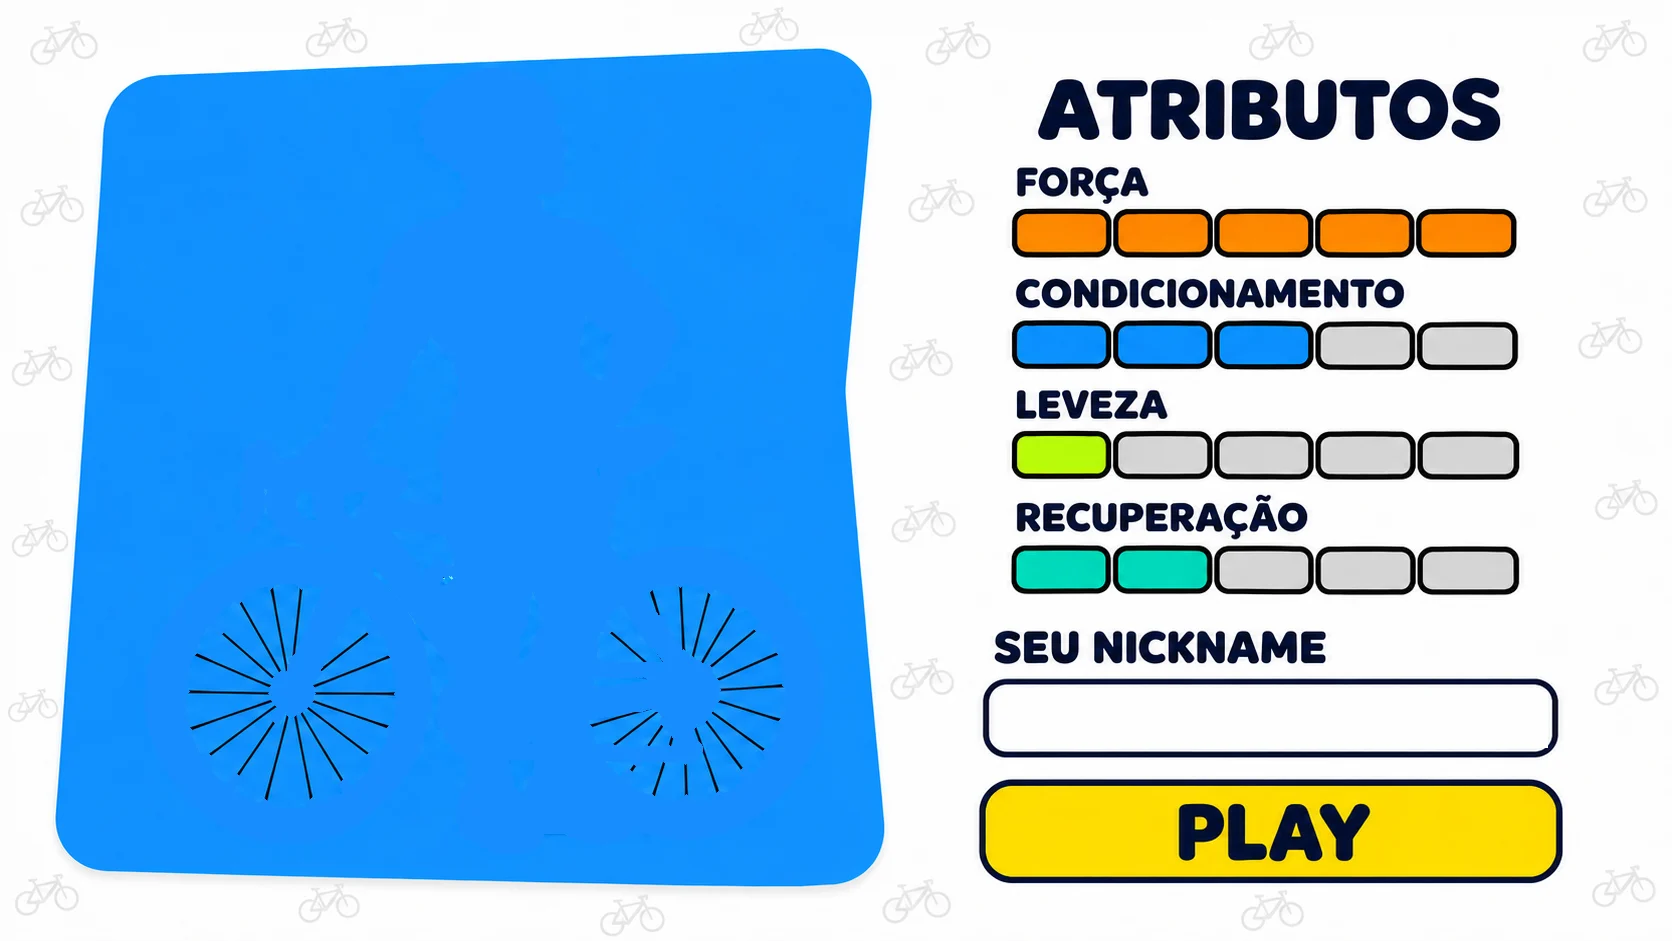 ATRIBUTOS
FORÇA
CONDICIONAMENTO
LEVEZA
RECUPERAÇÃO
SEU NICKNAME
PLAY